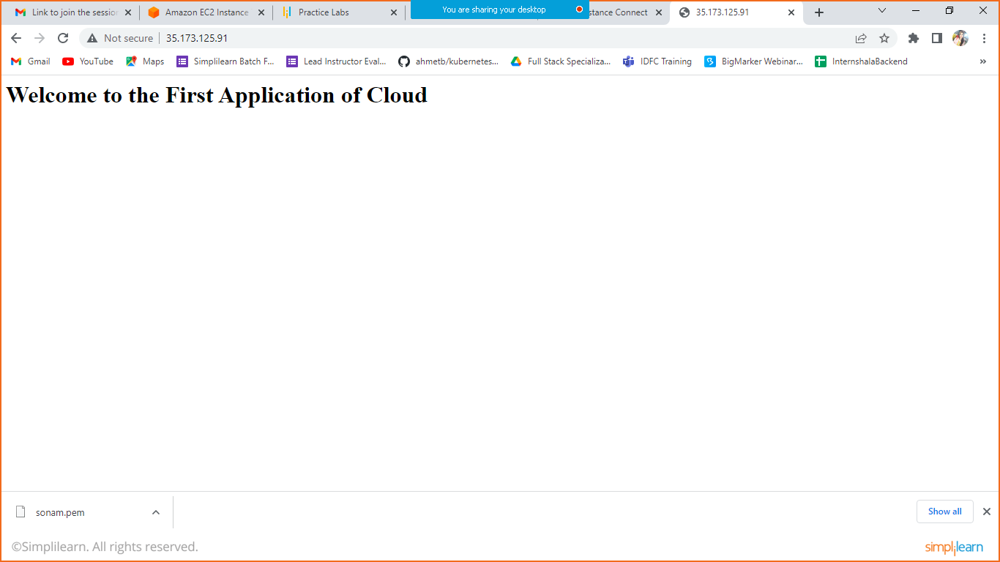 Link to join the session
Amazon EC2 Instance
Practice Labs
You are sharing your desktop
stance Connect
35.173.125.91
Not secure
35.173.125.91
Gmail
YouTube
Maps
Simplilearn Batch F...
Lead Instructor Eval...
ahmetb/kubernetes...
Full Stack Specializa...
IDFC Training
BigMarker Webinar...
InternshalaBackend
»
Welcome to the First Application of Cloud
sonam.pem
Show all
©Simplilearn. All rights reserved.
simplilearn